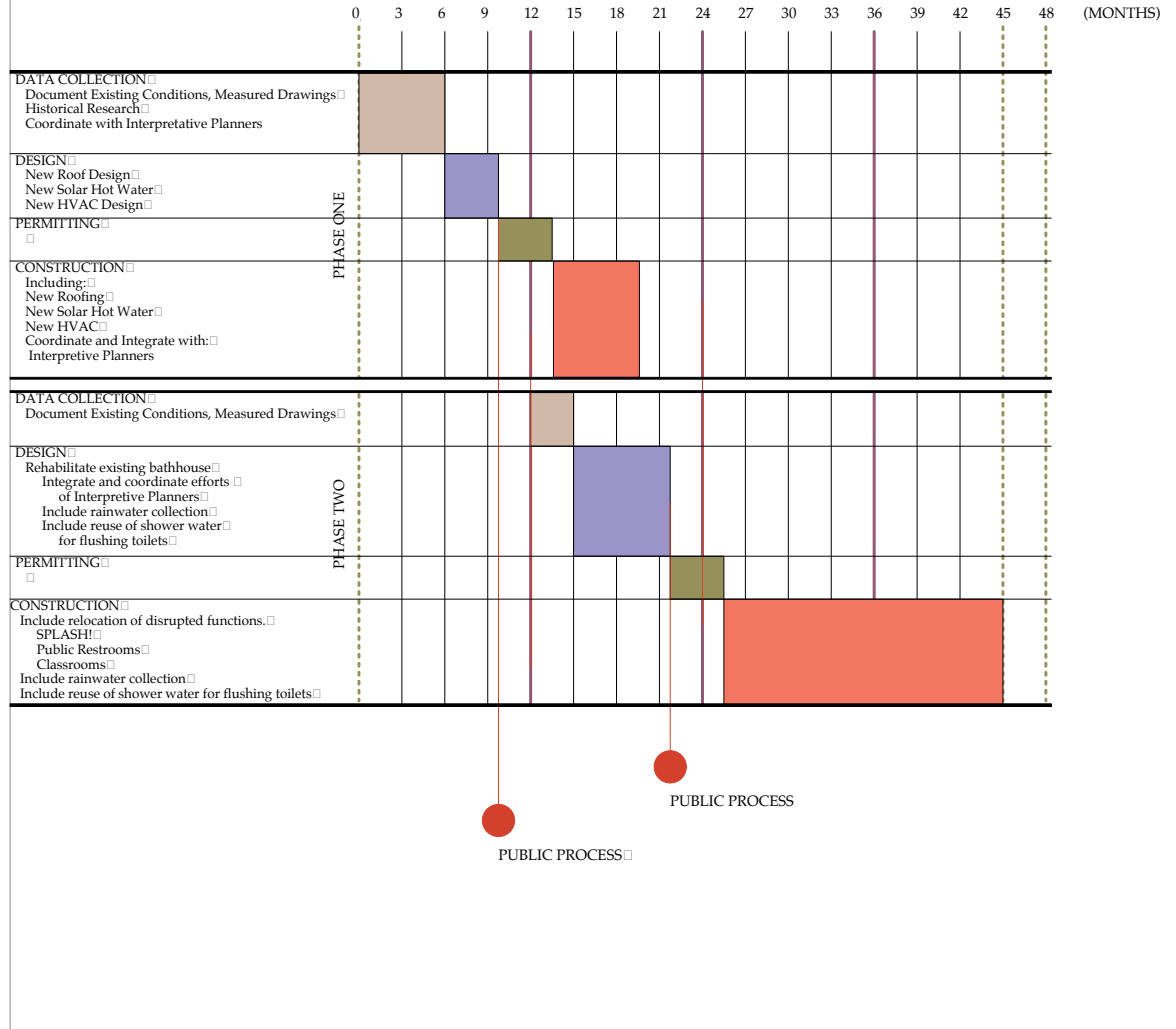 0 3 6 9 12 15 18 21 24 27 30 33 36 39 42 45 48 (MONTHS)
PHASE ONE
DATA COLLECTION
Document Existing Conditions, Measured Drawings
Historical Research
Coordinate with Interpretative Planners
DESIGN
New Roof Design
New Solar Hot Water
New HVAC Design
PERMITTING
CONSTRUCTION
Including:
New Roofing
New Solar Hot Water
New HVAC
Coordinate and Integrate with:
Interpretive Planners
PHASE TWO
DATA COLLECTION
Document Existing Conditions, Measured Drawings
DESIGN
Rehabilitate existing bathhouse
Integrate and coordinate efforts
of Interpretive Planners
Include rainwater collection
Include reuse of shower water
for flushing toilets
PERMITTING
CONSTRUCTION
Include relocation of disrupted functions.
SPLASH!
Public Restrooms
Classrooms
Include rainwater collection
Include reuse of shower water for flushing toilets
PUBLIC PROCESS
PUBLIC PROCESS